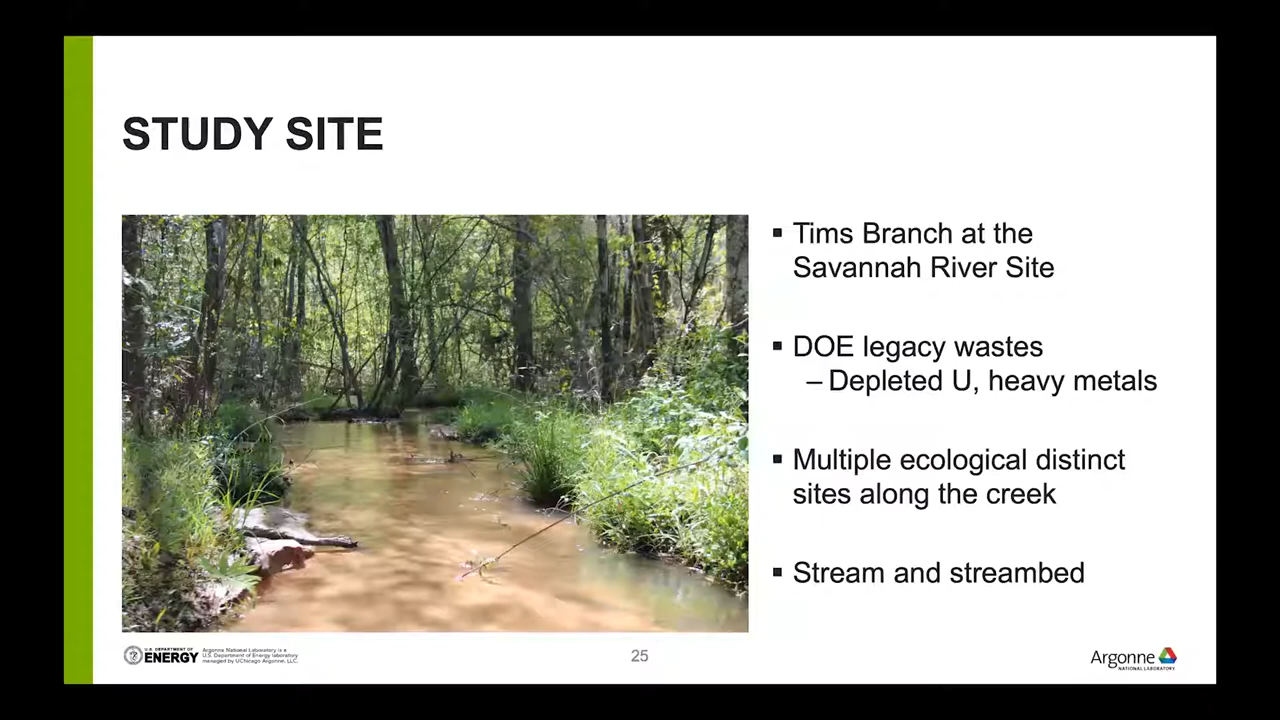 STUDY SITE
▪ Tims Branch at the
Savannah River Site
▪ DOE legacy wastes
– Depleted U, heavy metals
▪ Multiple ecological distinct
sites along the creek
▪ Stream and streambed
U.S. DEPARTMENT OF
ENERGY
Argonne National Laboratory is a
U.S. Department of Energy laboratory
managed by UChicago Argonne, LLC.
25
Argonne
NATIONAL LABORATORY